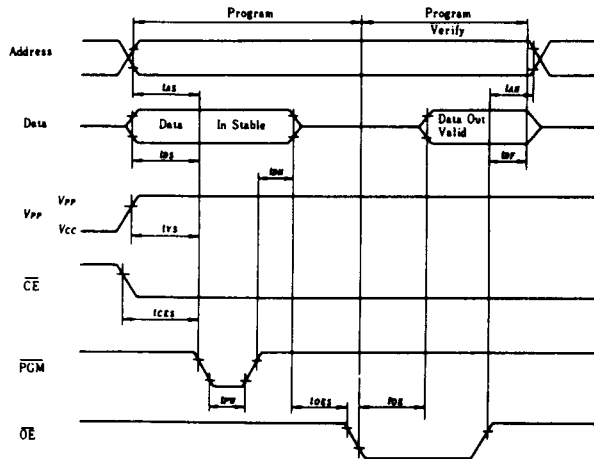 Program Program
Verify
Address
tAS tAH
Data Data In Stable Data Out
Valid
tDS tDH tDF
VPP VPP
VCC tVS
CE
tCES
PGM
tPW tOES tOE
OE